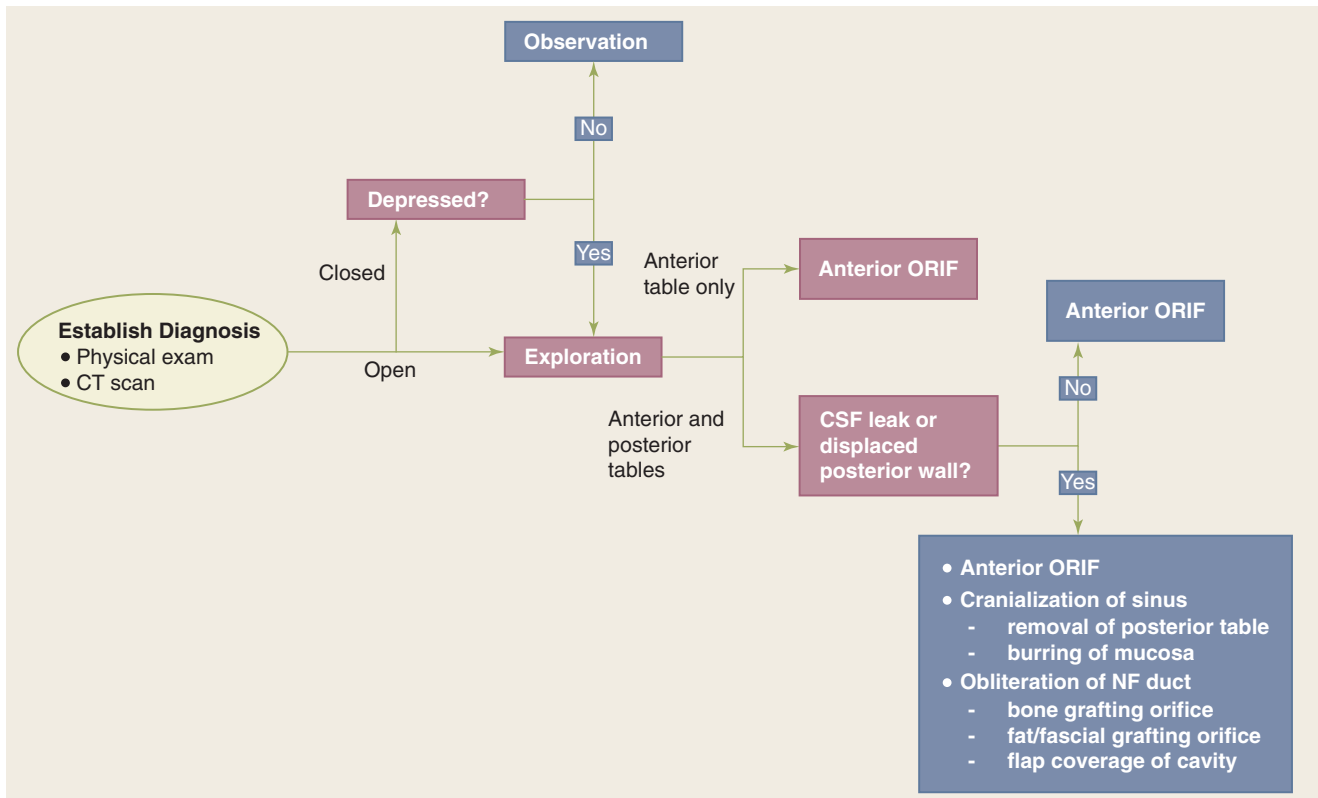 Observation
No
Depressed?
Yes
Closed
Anterior
table only
Anterior ORIF
Anterior ORIF
Establish Diagnosis
• Physical exam
• CT scan
Open
Exploration
No
Anterior and
posterior
tables
CSF leak or
displaced
posterior wall?
Yes
• Anterior ORIF
• Cranialization of sinus
- removal of posterior table
- burring of mucosa
• Obliteration of NF duct
- bone grafting orifice
- fat/fascial grafting orifice
- flap coverage of cavity